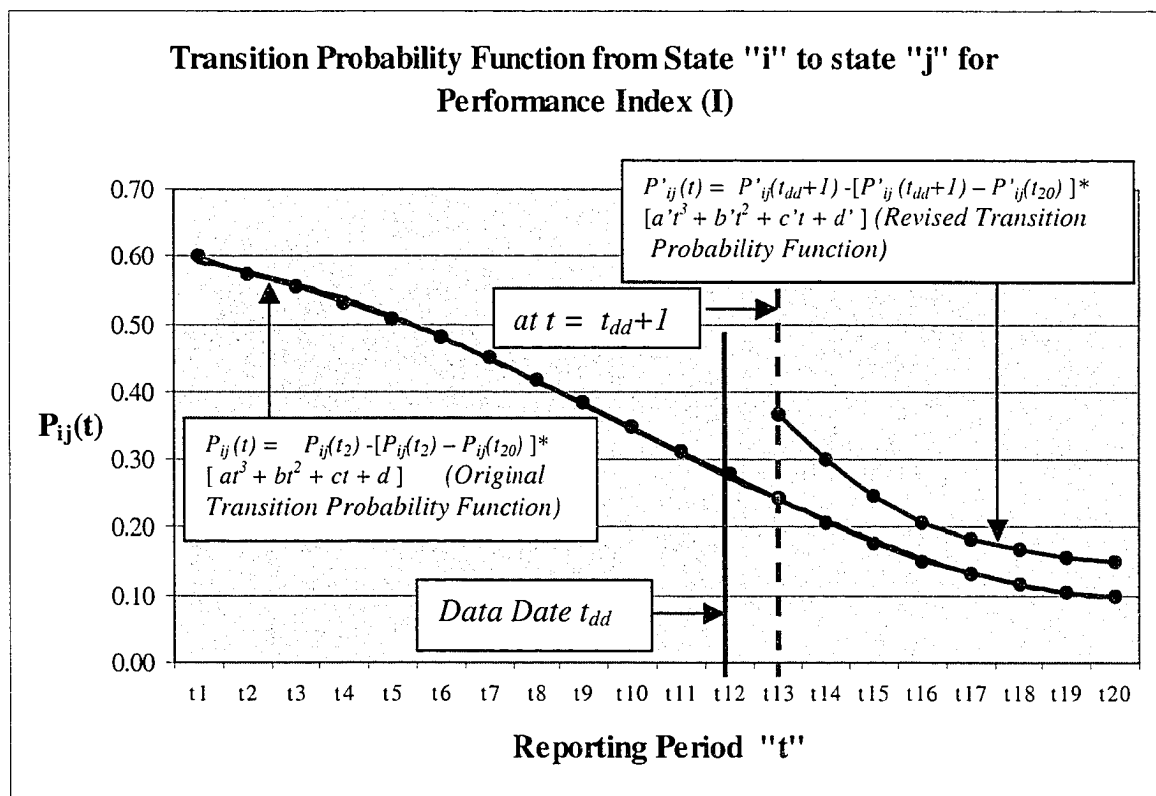 Transition Probability Function from State "i" to state "j" for
Performance Index (I)
P'ij(t) = P'ij(tdd+1) -[P'ij (tdd+1) – P'ij(t20) ]*
[a't³ + b't² + c't + d' ] (Revised Transition
Probability Function)
at t = tdd+1
Pij(t) = Pij(t2) -[Pij(t2) – Pij(t20) ]*
[ at³ + bt² + ct + d ] (Original
Transition Probability Function)
Data Date tdd
Pij(t)
0.70
0.60
0.50
0.40
0.30
0.20
0.10
0.00
t1 t2 t3 t4 t5 t6 t7 t8 t9 t10 t11 t12 t13 t14 t15 t16 t17 t18 t19 t20
Reporting Period "t"